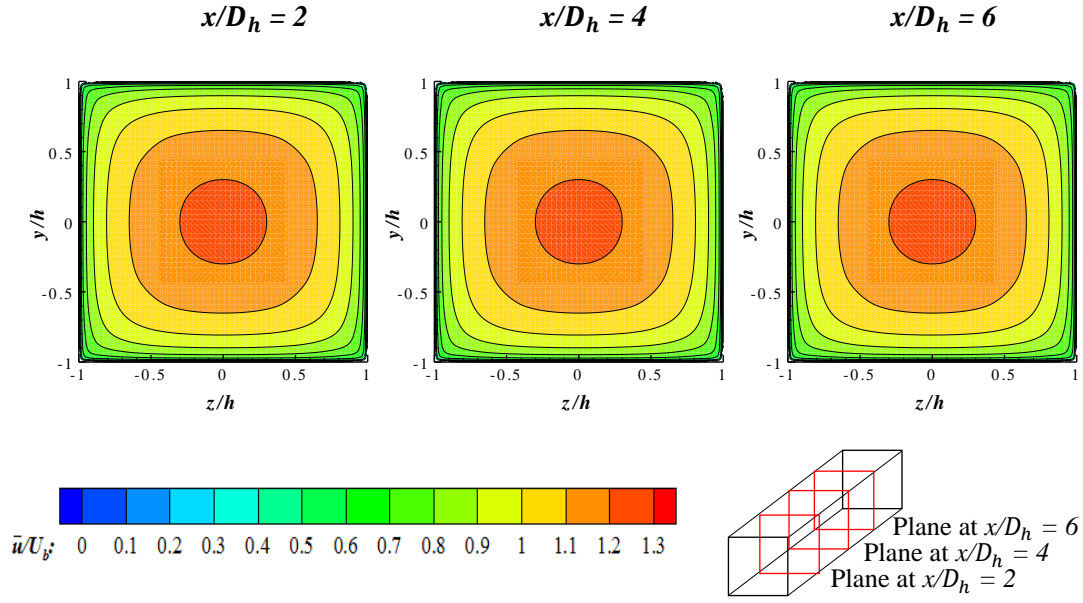 x/D_h = 2
x/D_h = 4
x/D_h = 6
1
0.5
0
-0.5
-1
y/h
-1
-0.5
0
0.5
1
z/h
1
0.5
0
-0.5
-1
y/h
-1
-0.5
0
0.5
1
z/h
1
0.5
0
-0.5
-1
y/h
-1
-0.5
0
0.5
1
z/h
ū/U_b: 0 0.1 0.2 0.3 0.4 0.5 0.6 0.7 0.8 0.9 1 1.1 1.2 1.3
Plane at x/D_h = 6
Plane at x/D_h = 4
Plane at x/D_h = 2